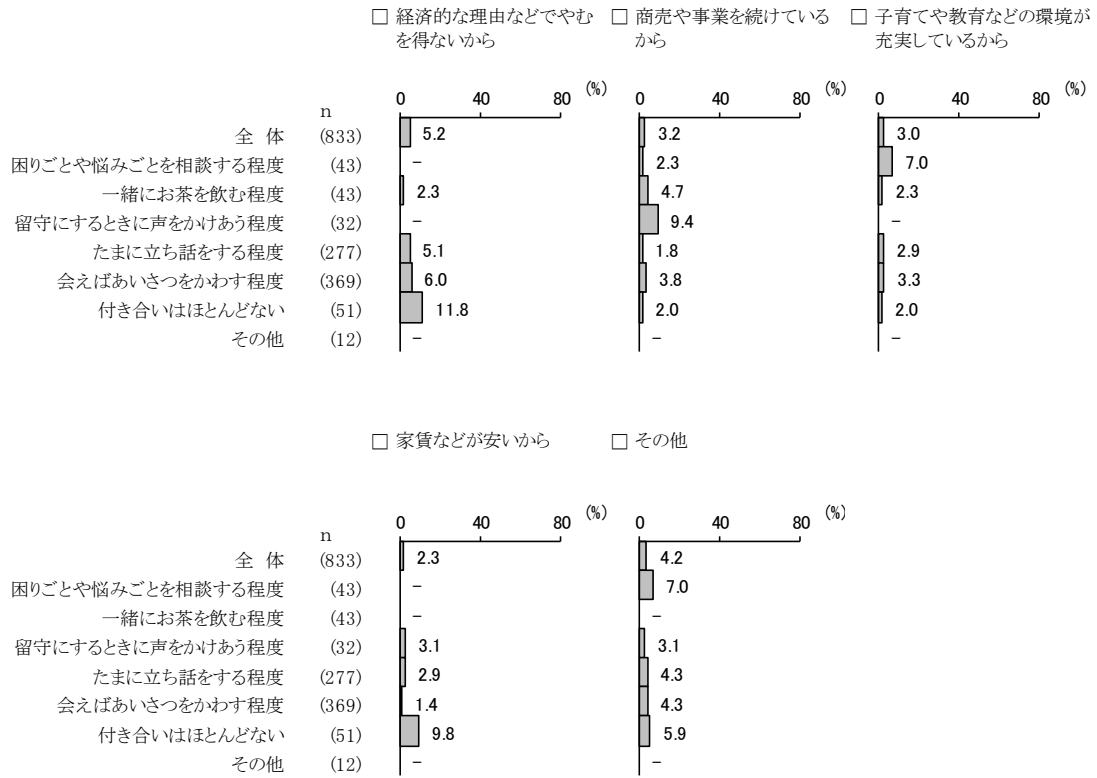 □ 経済的な理由などでやむを得ないから
□ 商売や事業を続けているから
□ 子育てや教育などの環境が充実しているから
0 40 80 (%) 0 40 80 (%) 0 40 80 (%)
n
全 体 (833) 5.2 3.2 3.0
困りごとや悩みごとを相談する程度 (43) − 2.3 7.0
一緒にお茶を飲む程度 (43) 2.3 4.7 2.3
留守にするときに声をかけあう程度 (32) − 9.4 −
たまに立ち話をする程度 (277) 5.1 1.8 2.9
会えばあいさつをかわす程度 (369) 6.0 3.8 3.3
付き合いはほとんどない (51) 11.8 2.0 2.0
その他 (12) − − −
□ 家賃などが安いから □ その他
0 40 80 (%) 0 40 80 (%)
n
全 体 (833) 2.3 4.2
困りごとや悩みごとを相談する程度 (43) − 7.0
一緒にお茶を飲む程度 (43) − −
留守にするときに声をかけあう程度 (32) 3.1 3.1
たまに立ち話をする程度 (277) 2.9 4.3
会えばあいさつをかわす程度 (369) 1.4 4.3
付き合いはほとんどない (51) 9.8 5.9
その他 (12) − −